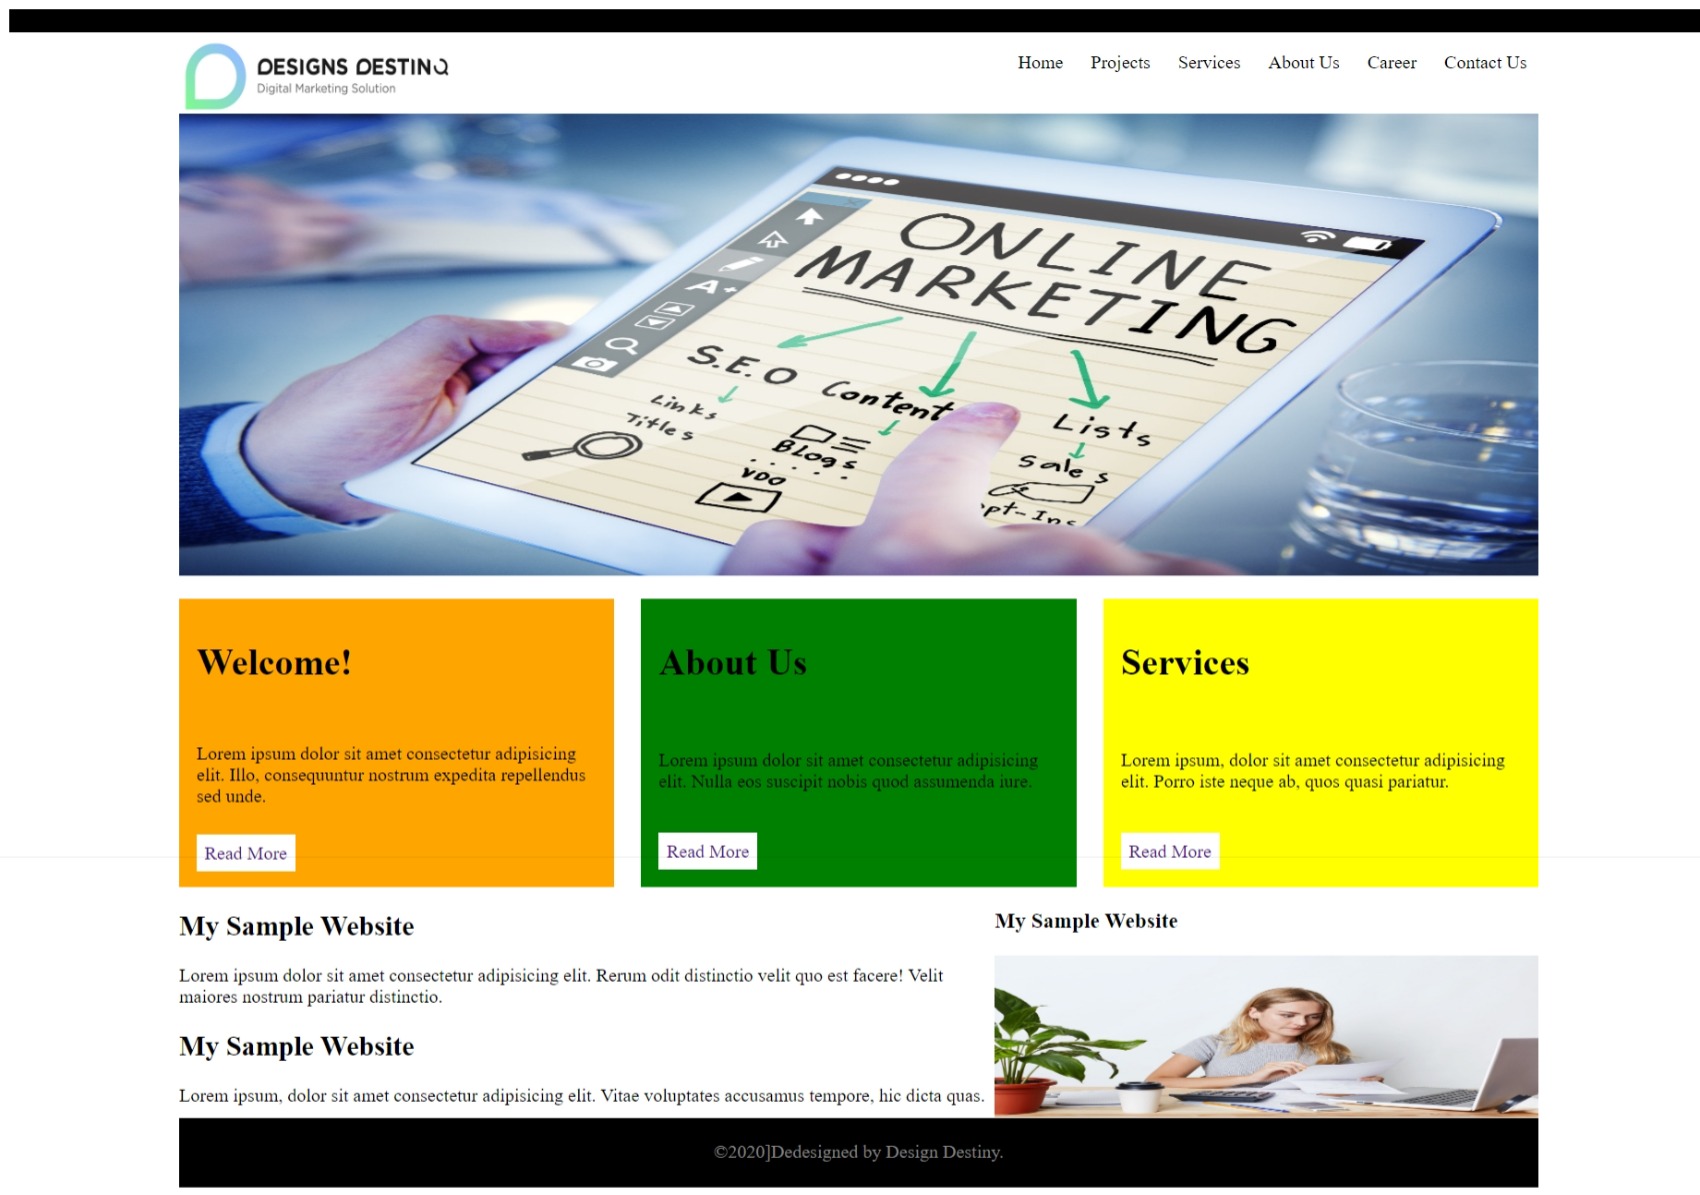 DESIGNS DESTINQ
Digital Marketing Solution
Home Projects Services About Us Career Contact Us
ONLINE
MARKETING
S.E.O Content Lists
Links
Titles
Blogs
VDO
Sales
pt-Ins
A+
Welcome!
Lorem ipsum dolor sit amet consectetur adipisicing
elit. Illo, consequuntur nostrum expedita repellendus
sed unde.
Read More
About Us
Lorem ipsum dolor sit amet consectetur adipisicing
elit. Nulla eos suscipit nobis quod assumenda iure.
Read More
Services
Lorem ipsum, dolor sit amet consectetur adipisicing
elit. Porro iste neque ab, quos quasi pariatur.
Read More
My Sample Website
Lorem ipsum dolor sit amet consectetur adipisicing elit. Rerum odit distinctio velit quo est facere! Velit
maiores nostrum pariatur distinctio.
My Sample Website
Lorem ipsum, dolor sit amet consectetur adipisicing elit. Vitae voluptates accusamus tempore, hic dicta quas.
My Sample Website
©2020]Dedesigned by Design Destiny.